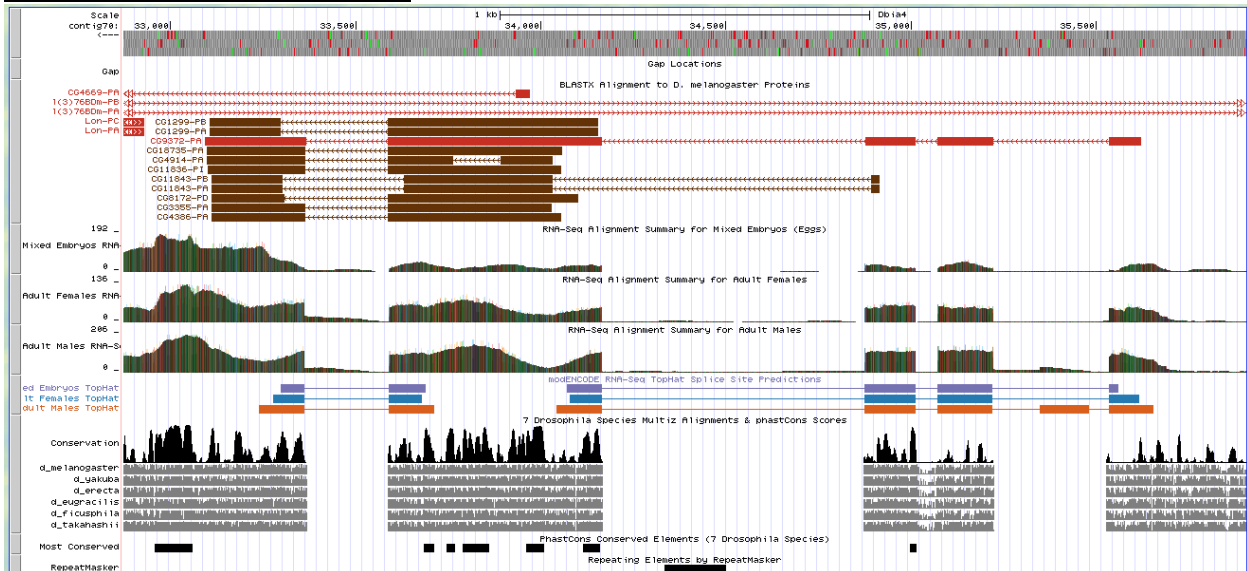 Scale 1 kb Dbia4
contig70: 33,000 33,500 34,000 34,500 35,000 35,500
<---
Gap Locations
Gap
BLASTX Alignment to D. melanogaster Proteins
CG4669-PA
l(3)76BDm-PB
l(3)76BDm-PA
Lon-PC CG1299-PB
Lon-PA CG1299-PA
CG9372-PA
CG18735-PA
CG4914-PA
CG11836-PI
CG11843-PB
CG11843-PA
CG8172-PD
CG3355-PA
CG4386-PA
RNA-Seq Alignment Summary for Mixed Embryos (Eggs)
192 _
Mixed Embryos RNA
0 _
RNA-Seq Alignment Summary for Adult Females
136 _
Adult Females RNA
0 _
RNA-Seq Alignment Summary for Adult Males
206 _
Adult Males RNA-S
0 _
modENCODE RNA-Seq TopHat Splice Site Predictions
ed Embryos TopHat
lt Females TopHat
dult Males TopHat
7 Drosophila Species Multiz Alignments & phastCons Scores
Conservation
d_melanogaster
d_yakuba
d_erecta
d_eugracilis
d_ficusphila
d_takahashii
PhastCons Conserved Elements (7 Drosophila Species)
Most Conserved
Repeating Elements by RepeatMasker
RepeatMasker